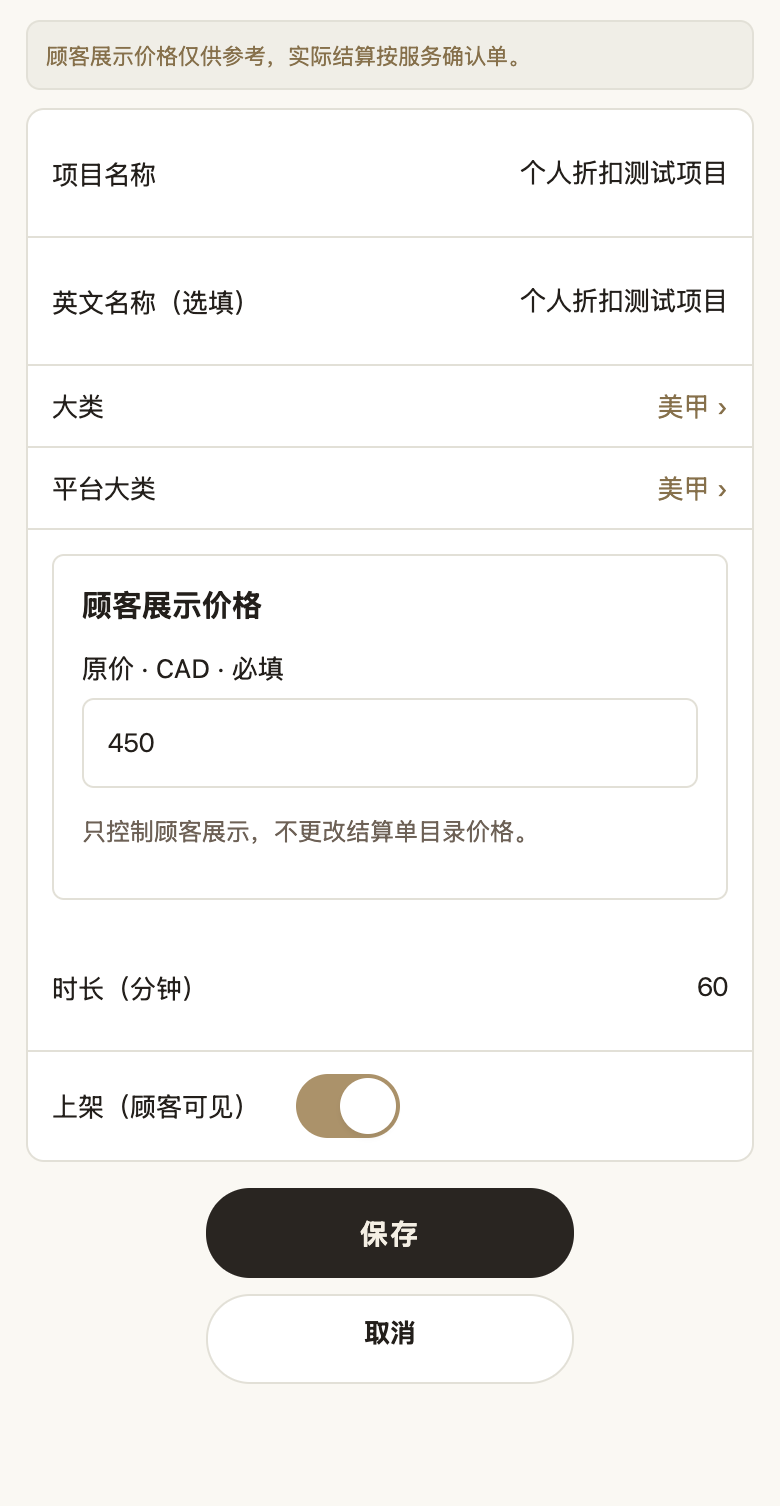 顾客展示价格仅供参考，实际结算按服务确认单。
项目名称 个人折扣测试项目
英文名称（选填） 个人折扣测试项目
大类 美甲 ›
平台大类 美甲 ›
顾客展示价格
原价 · CAD · 必填
450
只控制顾客展示，不更改结算单目录价格。
时长（分钟） 60
上架（顾客可见）
保存
取消